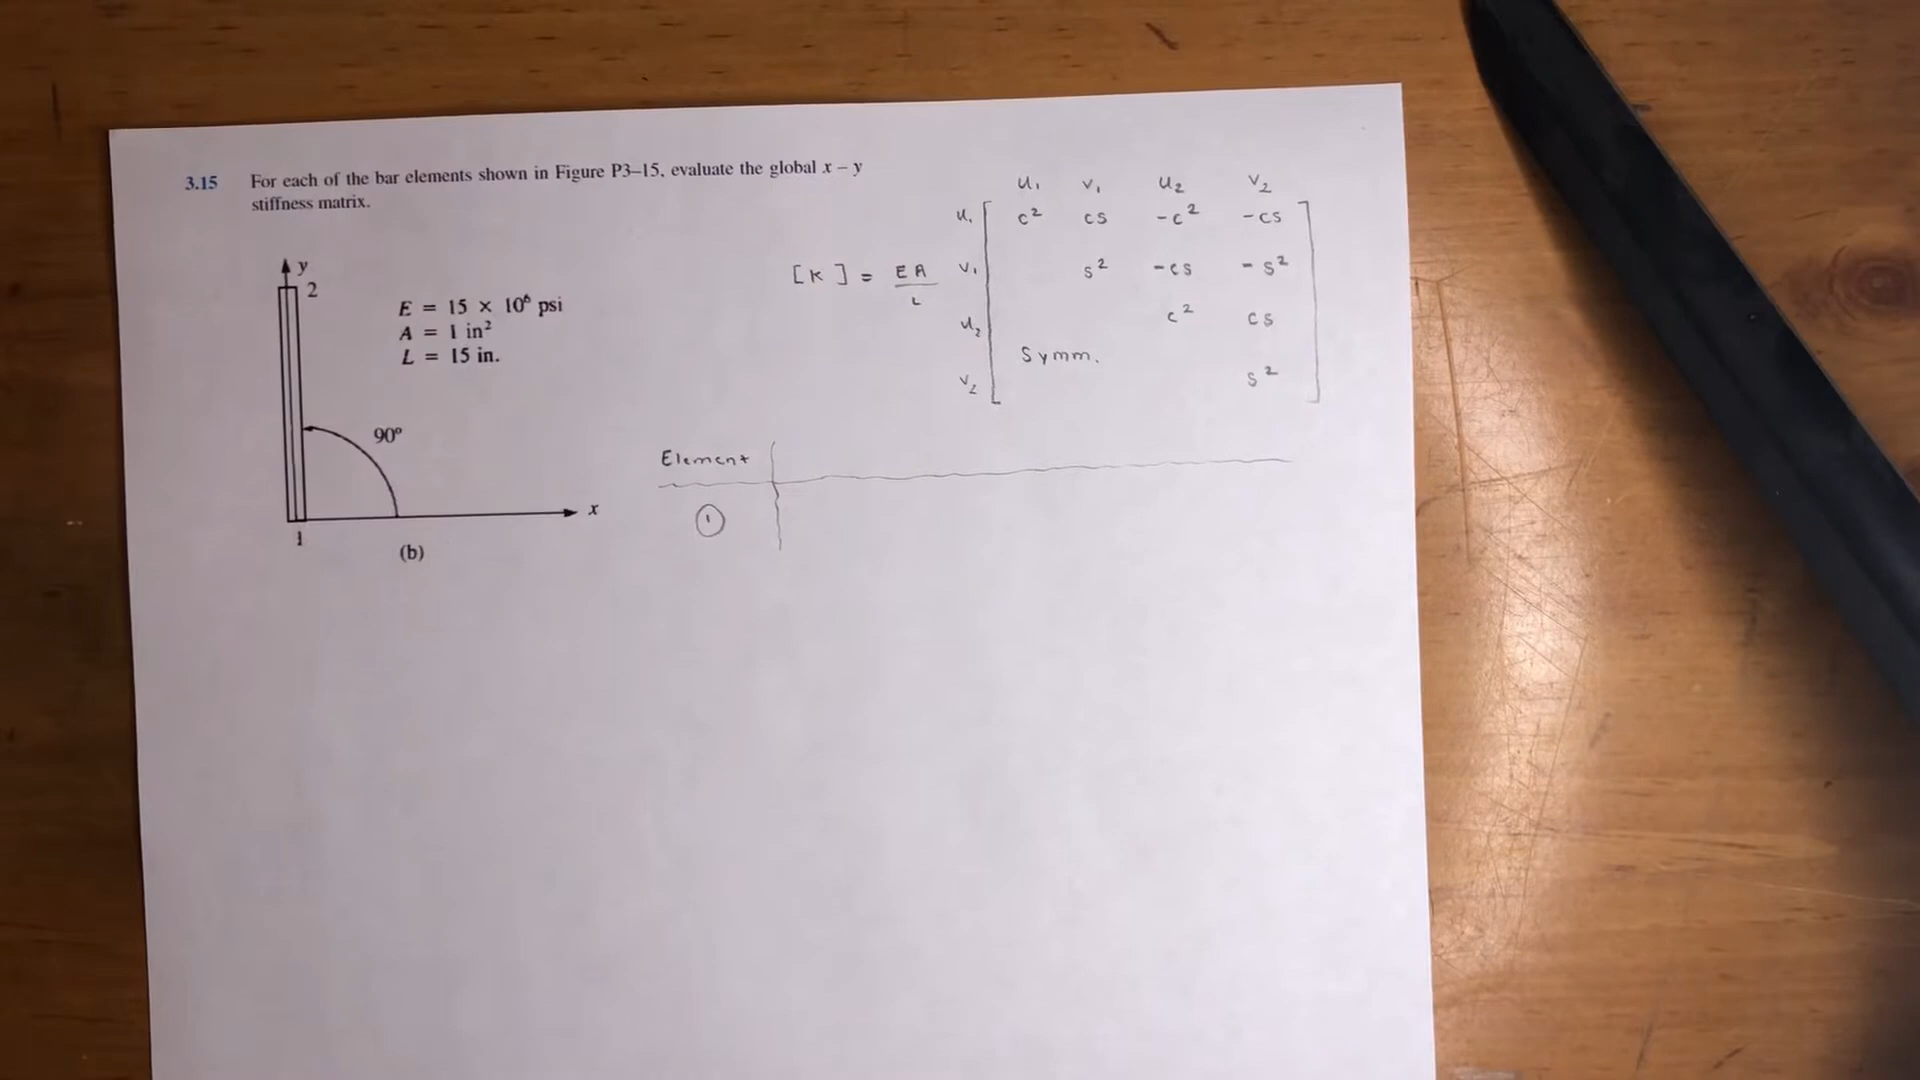 3.15 For each of the bar elements shown in Figure P3–15, evaluate the global x – y
stiffness matrix.
y
2
E = 15 × 10⁶ psi
A = 1 in²
L = 15 in.
90°
x
1
(b)
u₁ v₁ u₂ v₂
u₁ c² cs -c² -cs
[K] = EA
L
v₁ s² -cs -s²
u₂ c² cs
Symm.
v₂ s²
Element
1